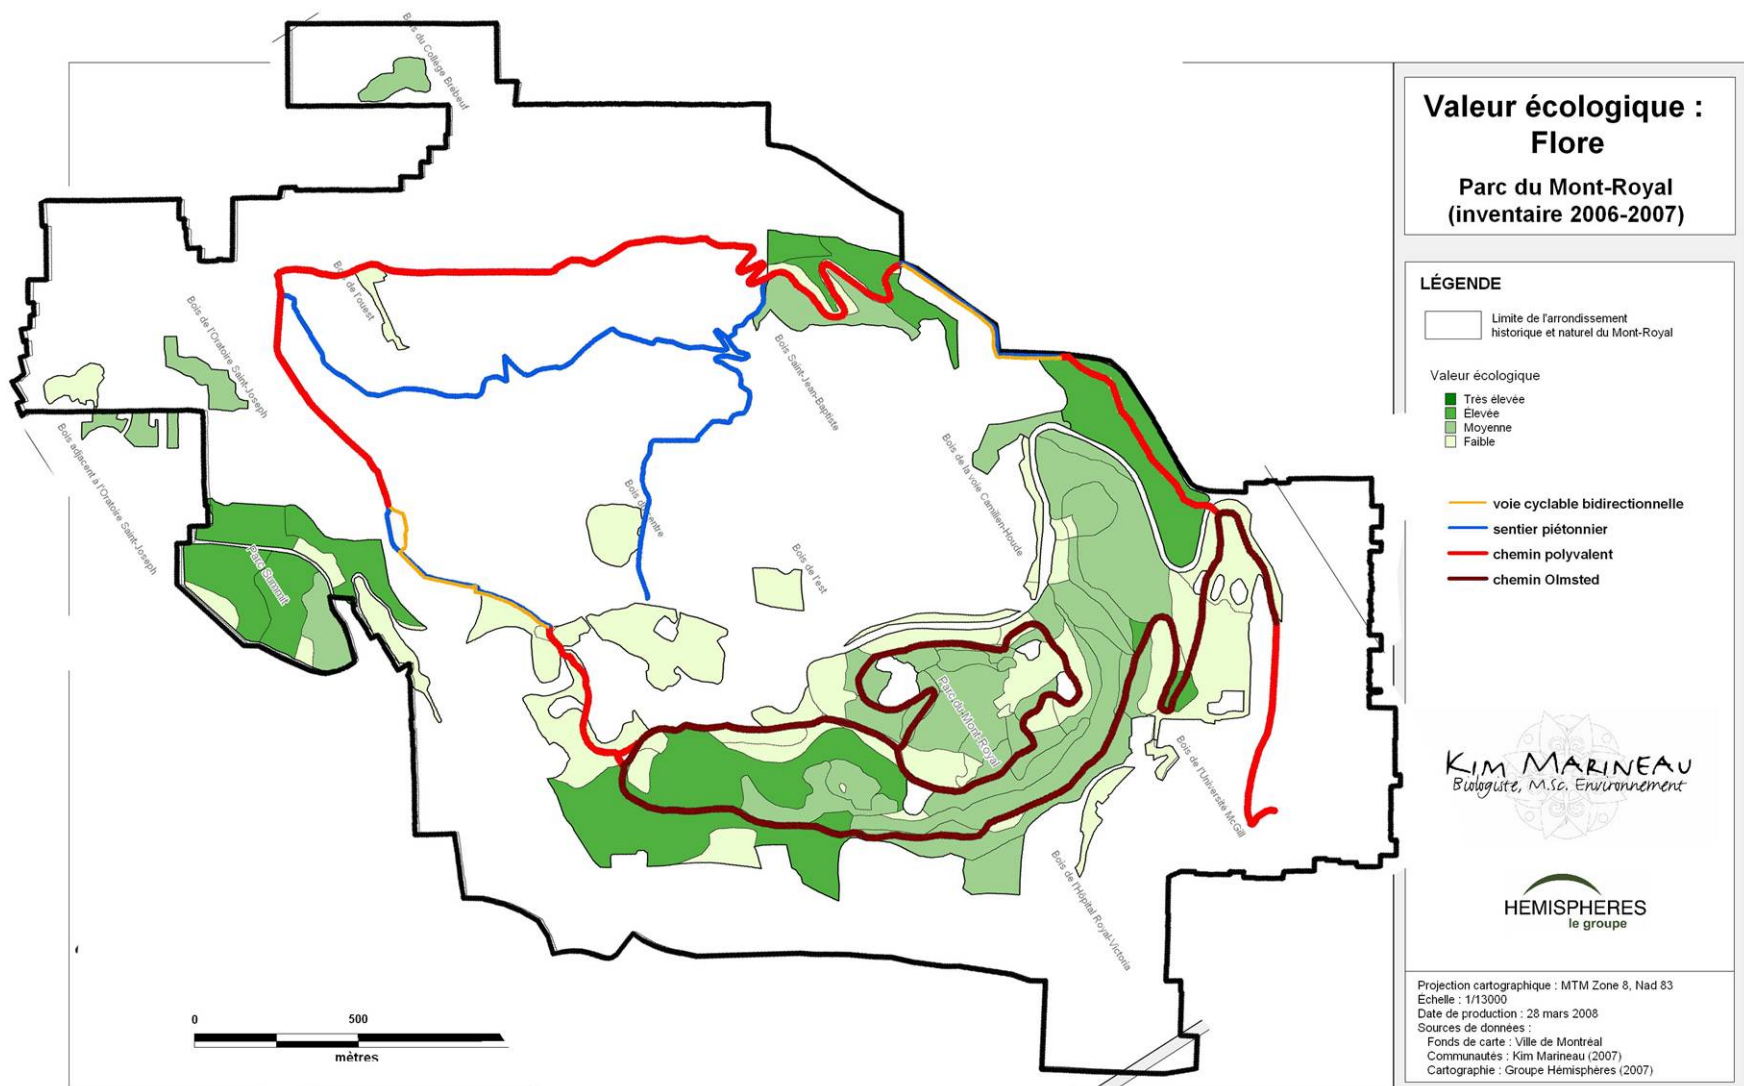 Bois du Collège Brébeuf
Bois de l'ouest
Bois de l'Oratoire Saint-Joseph
Bois adjacent à l'Oratoire Saint-Joseph
Parc Summit
Bois Saint-Jean-Baptiste
Bois de la voie Camilien-Houde
Bois du centre
Bois de l'est
Parc du Mont-Royal
Bois de l'Université McGill
Bois de l'Hôpital Royal-Victoria
0 500
mètres
Valeur écologique :
Flore
Parc du Mont-Royal
(inventaire 2006-2007)
LÉGENDE
Limite de l'arrondissement
historique et naturel du Mont-Royal
Valeur écologique
Très élevée
Élevée
Moyenne
Faible
voie cyclable bidirectionnelle
sentier piétonnier
chemin polyvalent
chemin Olmsted
KIM MARINEAU
Biologiste, M.Sc. Environnement
HÉMISPHÈRES
le groupe
Projection cartographique : MTM Zone 8, Nad 83
Échelle : 1/13000
Date de production : 28 mars 2008
Sources de données :
Fonds de carte : Ville de Montréal
Communautés : Kim Marineau (2007)
Cartographie : Groupe Hémisphères (2007)